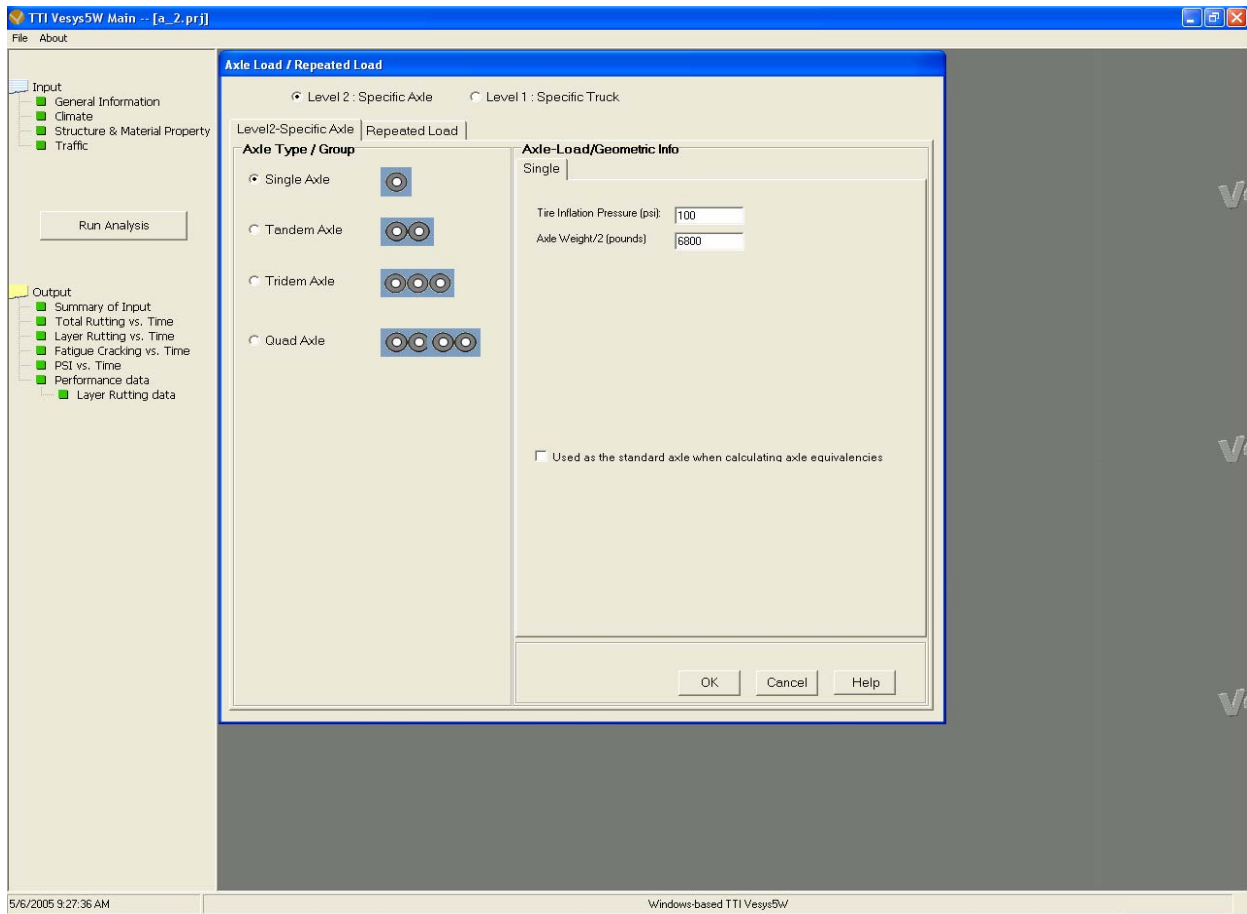 TTI Vesys5W Main -- [a_2.prj]
File About
Axle Load / Repeated Load
Input
General Information
Climate
Structure & Material Property
Traffic
Run Analysis
Output
Summary of Input
Total Rutting vs. Time
Layer Rutting vs. Time
Fatigue Cracking vs. Time
PSI vs. Time
Performance data
Layer Rutting data
Level 2 : Specific Axle Level 1 : Specific Truck
Level2-Specific Axle Repeated Load
Axle Type / Group
Single Axle
Tandem Axle
Tridem Axle
Quad Axle
Axle-Load/Geometric Info
Single
Tire Inflation Pressure (psi): 100
Axle Weight/2 (pounds) 6800
Used as the standard axle when calculating axle equivalencies
OK Cancel Help
5/6/2005 9:27:36 AM Windows-based TTI Vesys5W